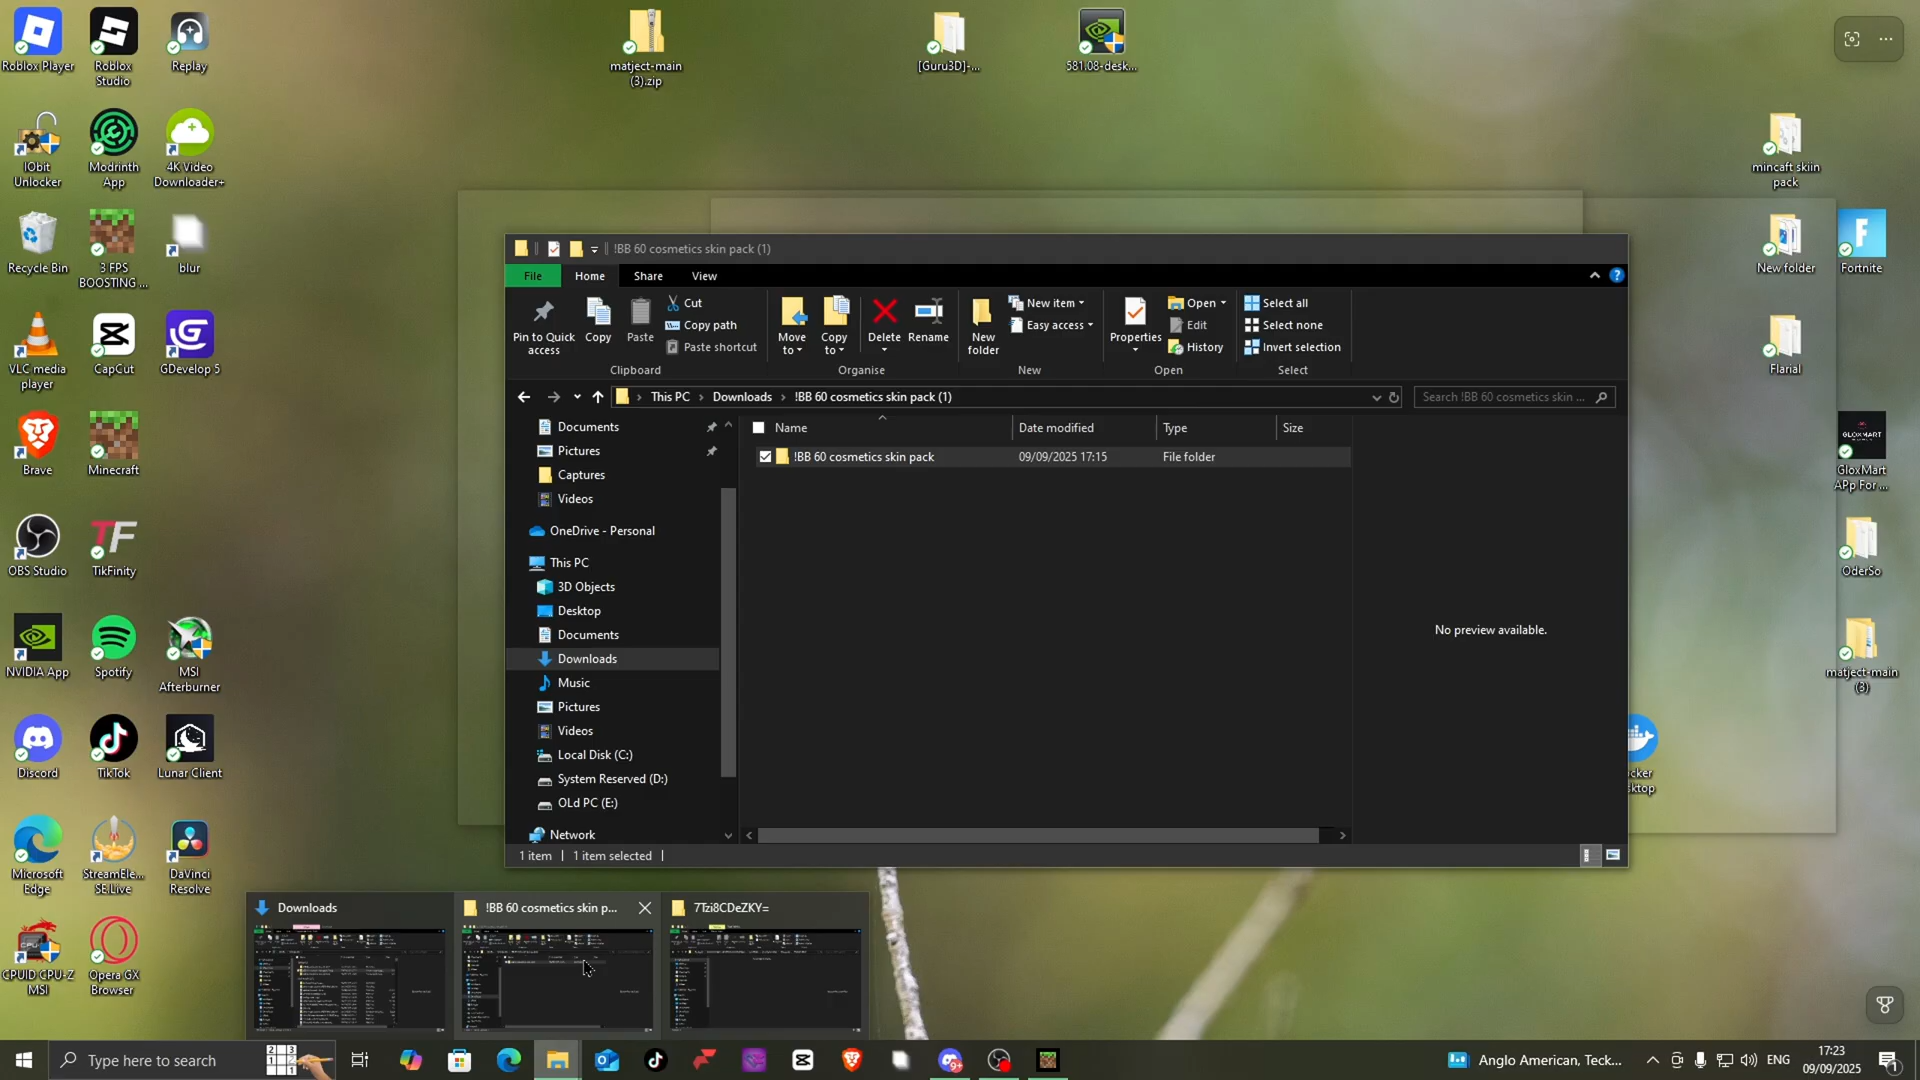 Roblox Player
Roblox
Studio
Replay
matject-main
(3).zip
[Guru3D]-...
581.08-desk...
IObit
Unlocker
Modrinth
App
4K Video
Downloader+
mincaft skiin
pack
Recycle Bin
3 FPS
BOOSTING ...
blur
New folder
Fortnite
VLC media
player
CapCut
GDevelop 5
Flarial
Brave
Minecraft
GLOXMART
GloxMart
APp For ...
OBS Studio
TikFinity
OderSo
NVIDIA App
Spotify
MSI
Afterburner
matject-main
(3)
Discord
TikTok
Lunar Client
cker
sktop
Microsoft
Edge
StreamEle...
SE.Live
DaVinci
Resolve
CPUID CPU-Z
MSI
Opera GX
Browser
!BB 60 cosmetics skin pack (1)
File
Home
Share
View
Pin to Quick
access
Copy
Paste
Cut
Copy path
Paste shortcut
Clipboard
Move
to
Copy
to
Delete
Rename
Organise
New
folder
New item
Easy access
New
Properties
Open
Edit
History
Open
Select all
Select none
Invert selection
Select
This PC
Downloads
!BB 60 cosmetics skin pack (1)
Search !BB 60 cosmetics skin ...
Name
Date modified
Type
Size
!BB 60 cosmetics skin pack
09/09/2025 17:15
File folder
Documents
Pictures
Captures
Videos
OneDrive - Personal
This PC
3D Objects
Desktop
Documents
Downloads
Music
Pictures
Videos
Local Disk (C:)
System Reserved (D:)
OLd PC (E:)
Network
No preview available.
1 item
1 item selected
Downloads
!BB 60 cosmetics skin p...
7Tzi8CDeZKY=
Type here to search
9+
Anglo American, Teck...
ENG
17:23
09/09/2025
1